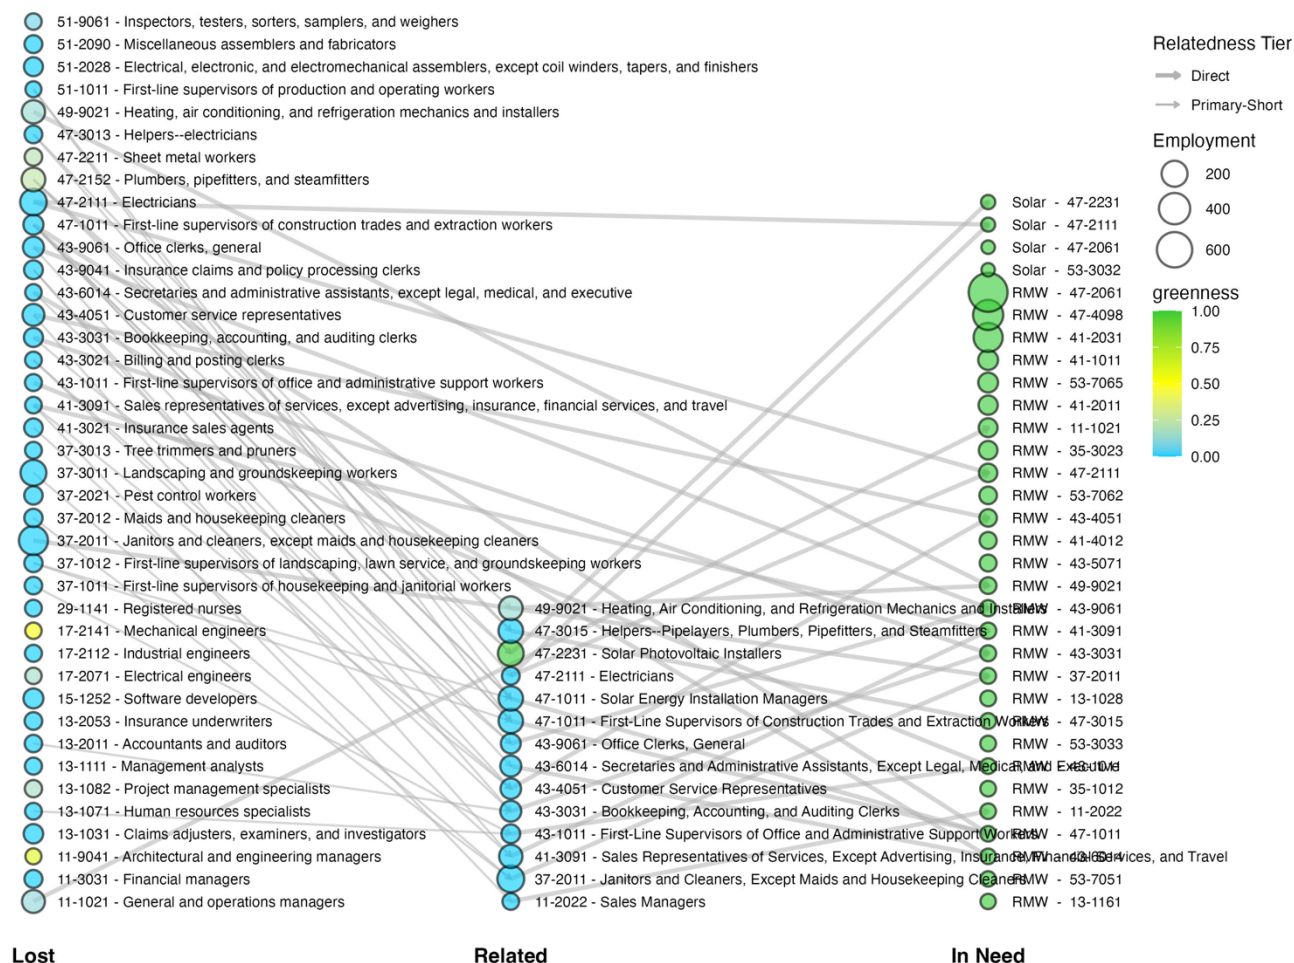 51-9061 - Inspectors, testers, sorters, samplers, and weighers
51-2090 - Miscellaneous assemblers and fabricators
51-2028 - Electrical, electronic, and electromechanical assemblers, except coil winders, tapers, and finishers
51-1011 - First-line supervisors of production and operating workers
49-9021 - Heating, air conditioning, and refrigeration mechanics and installers
47-3013 - Helpers--electricians
47-2211 - Sheet metal workers
47-2152 - Plumbers, pipefitters, and steamfitters
47-2111 - Electricians
47-1011 - First-line supervisors of construction trades and extraction workers
43-9061 - Office clerks, general
43-9041 - Insurance claims and policy processing clerks
43-6014 - Secretaries and administrative assistants, except legal, medical, and executive
43-4051 - Customer service representatives
43-3031 - Bookkeeping, accounting, and auditing clerks
43-3021 - Billing and posting clerks
43-1011 - First-line supervisors of office and administrative support workers
41-3091 - Sales representatives of services, except advertising, insurance, financial services, and travel
41-3021 - Insurance sales agents
37-3013 - Tree trimmers and pruners
37-3011 - Landscaping and groundskeeping workers
37-2021 - Pest control workers
37-2012 - Maids and housekeeping cleaners
37-2011 - Janitors and cleaners, except maids and housekeeping cleaners
37-1012 - First-line supervisors of landscaping, lawn service, and groundskeeping workers
37-1011 - First-line supervisors of housekeeping and janitorial workers
29-1141 - Registered nurses
17-2141 - Mechanical engineers
17-2112 - Industrial engineers
17-2071 - Electrical engineers
15-1252 - Software developers
13-2053 - Insurance underwriters
13-2011 - Accountants and auditors
13-1111 - Management analysts
13-1082 - Project management specialists
13-1071 - Human resources specialists
13-1031 - Claims adjusters, examiners, and investigators
11-9041 - Architectural and engineering managers
11-3031 - Financial managers
11-1021 - General and operations managers
Lost
49-9021 - Heating, Air Conditioning, and Refrigeration Mechanics and Installers
47-3015 - Helpers--Pipelayers, Plumbers, Pipefitters, and Steamfitters
47-2231 - Solar Photovoltaic Installers
47-2111 - Electricians
47-1011 - Solar Energy Installation Managers
47-1011 - First-Line Supervisors of Construction Trades and Extraction Workers
43-9061 - Office Clerks, General
43-6014 - Secretaries and Administrative Assistants, Except Legal, Medical, and Executive
43-4051 - Customer Service Representatives
43-3031 - Bookkeeping, Accounting, and Auditing Clerks
43-1011 - First-Line Supervisors of Office and Administrative Support Workers
41-3091 - Sales Representatives of Services, Except Advertising, Insurance, Financial Services, and Travel
37-2011 - Janitors and Cleaners, Except Maids and Housekeeping Cleaners
11-2022 - Sales Managers
Related
Solar - 47-2231
Solar - 47-2111
Solar - 47-2061
Solar - 53-3032
RMW - 47-2061
RMW - 47-4098
RMW - 41-2031
RMW - 41-1011
RMW - 53-7065
RMW - 41-2011
RMW - 11-1021
RMW - 35-3023
RMW - 47-2111
RMW - 53-7062
RMW - 43-4051
RMW - 41-4012
RMW - 43-5071
RMW - 49-9021
RMW - 43-9061
RMW - 41-3091
RMW - 43-3031
RMW - 37-2011
RMW - 13-1028
RMW - 47-3015
RMW - 53-3033
RMW - 43-1011
RMW - 35-1012
RMW - 11-2022
RMW - 47-1011
RMW - 43-6014
RMW - 53-7051
RMW - 13-1161
In Need
Relatedness Tier
Direct
Primary-Short
Employment
200
400
600
greenness
1.00
0.75
0.50
0.25
0.00